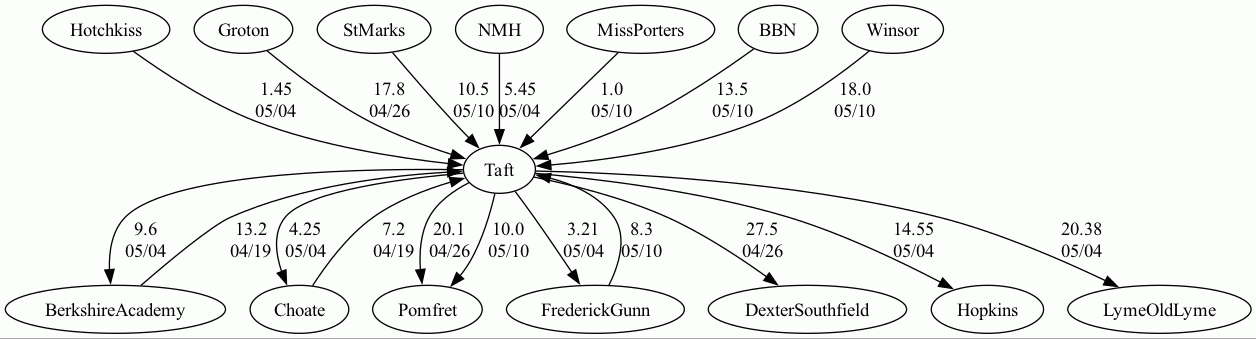 Hotchkiss
Groton
StMarks
NMH
MissPorters
BBN
Winsor
1.45
05/04
17.8
04/26
10.5
05/10
5.45
05/04
1.0
05/10
13.5
05/10
18.0
05/10
Taft
9.6
05/04
13.2
04/19
4.25
05/04
7.2
04/19
20.1
04/26
10.0
05/10
3.21
05/04
8.3
05/10
27.5
04/26
14.55
05/04
20.38
05/04
BerkshireAcademy
Choate
Pomfret
FrederickGunn
DexterSouthfield
Hopkins
LymeOldLyme